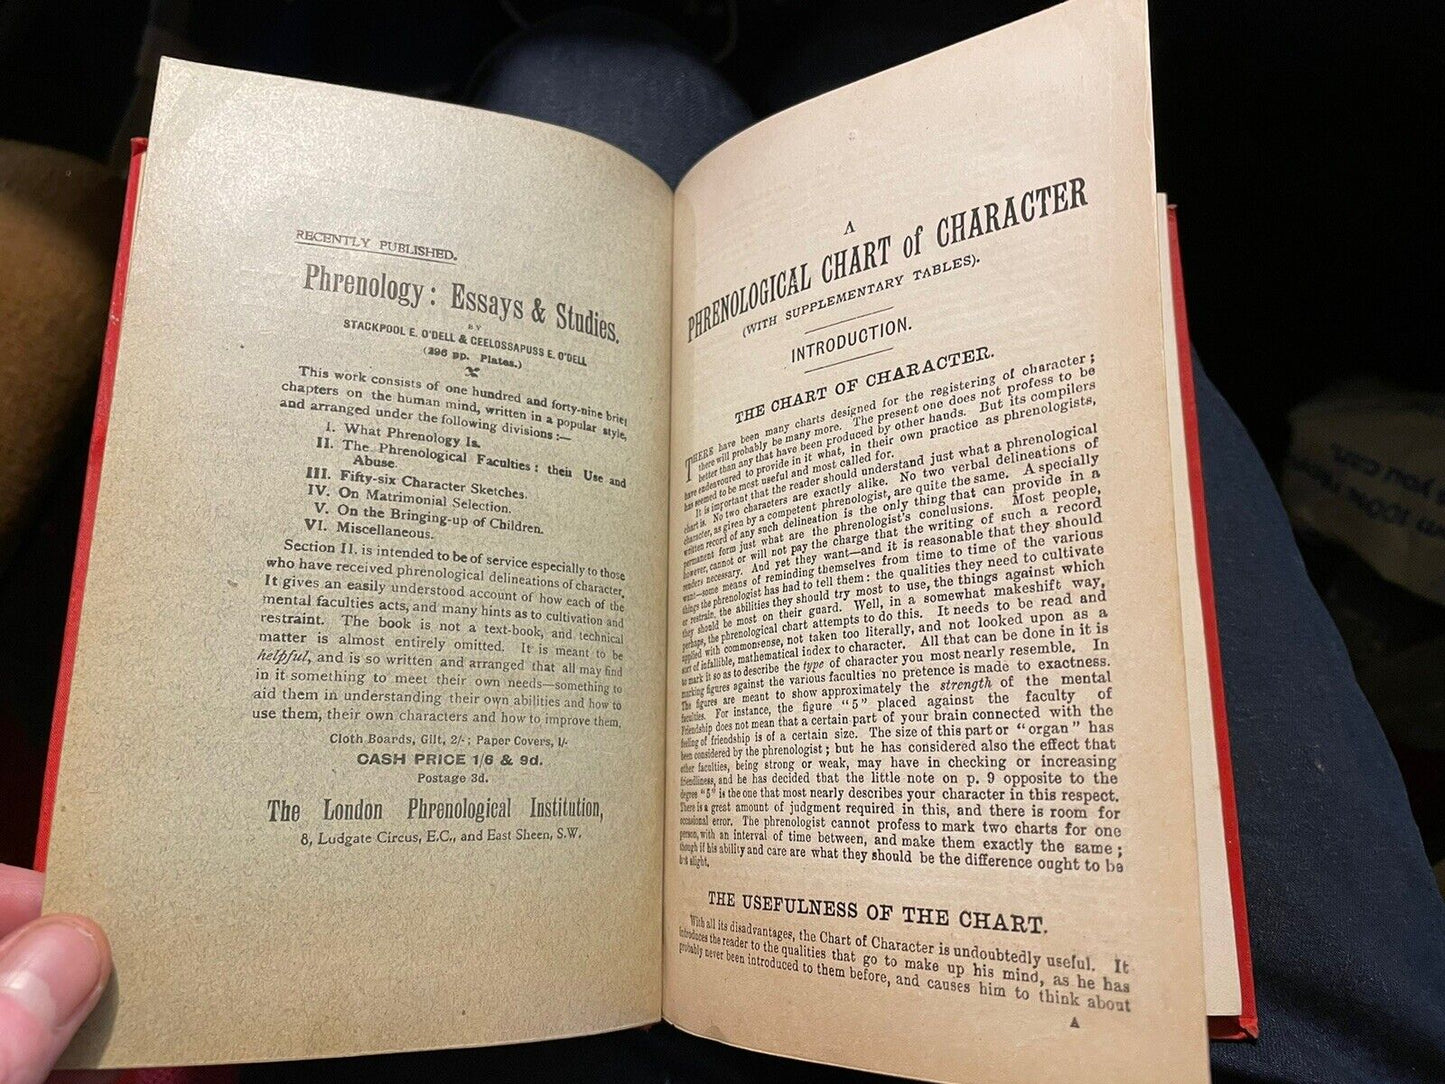 RECENTLY PUBLISHED.
Phrenology: Essays & Studies.
BY
STACKPOOL E. O'DELL & CEELOSSAPUSS E. O'DELL
(296 pp. Plates.)
This work consists of one hundred and forty-nine brief
chapters on the human mind, written in a popular style,
and arranged under the following divisions:—
I. What Phrenology Is.
II. The Phrenological Faculties: their Use and
Abuse.
III. Fifty-six Character Sketches.
IV. On Matrimonial Selection.
V. On the Bringing-up of Children.
VI. Miscellaneous.
Section II. is intended to be of service especially to those
who have received phrenological delineations of character.
It gives an easily understood account of how each of the
mental faculties acts, and many hints as to cultivation and
restraint. The book is not a text-book, and technical
matter is almost entirely omitted. It is meant to be
helpful, and is so written and arranged that all may find
in it something to meet their own needs—something to
aid them in understanding their own abilities and how to
use them, their own characters and how to improve them.
Cloth Boards, Gilt, 2/-; Paper Covers, 1/-
CASH PRICE 1/6 & 9d.
Postage 3d.
The London Phrenological Institution,
8, Ludgate Circus, E.C., and East Sheen, S.W.
A
PHRENOLOGICAL CHART of CHARACTER
(WITH SUPPLEMENTARY TABLES).
INTRODUCTION.
THE CHART OF CHARACTER.
THERE have been many charts designed for the registering of character;
there will probably be many more. The present one does not profess to be
better than any that have been produced by other hands. But its compilers
have endeavoured to provide in it what, in their own practice as phrenologists,
has seemed to be most useful and most called for.
It is important that the reader should understand just what a phrenological
chart is. No two characters are exactly alike. No two verbal delineations of
character, as given by a competent phrenologist, are quite the same. A specially
written record of any such delineation is the only thing that can provide in a
permanent form just what are the phrenologist's conclusions. Most people,
however, cannot or will not pay the charge that the writing of such a record
renders necessary. And yet they want—and it is reasonable that they should
want—some means of reminding themselves from time to time of the various
things the phrenologist has had to tell them: the qualities they need to cultivate
or restrain, the abilities they should try most to use, the things against which
they should be most on their guard. Well, in a somewhat makeshift way,
perhaps, the phrenological chart attempts to do this. It needs to be read and
applied with commonsense, not taken too literally, and not looked upon as a
sort of infallible, mathematical index to character. All that can be done in it is
to mark it so as to describe the type of character you most nearly resemble. In
marking figures against the various faculties no pretence is made to exactness.
The figures are meant to show approximately the strength of the mental
faculties. For instance, the figure "5" placed against the faculty of
Friendship does not mean that a certain part of your brain connected with the
feeling of friendship is of a certain size. The size of this part or "organ" has
been considered by the phrenologist; but he has considered also the effect that
other faculties, being strong or weak, may have in checking or increasing
friendliness, and he has decided that the little note on p. 9 opposite to the
degree "5" is the one that most nearly describes your character in this respect.
There is a great amount of judgment required in this, and there is room for
occasional error. The phrenologist cannot profess to mark two charts for one
person, with an interval of time between, and make them exactly the same;
though if his ability and care are what they should be the difference ought to be
slight.
THE USEFULNESS OF THE CHART.
With all its disadvantages, the Chart of Character is undoubtedly useful. It
introduces the reader to the qualities that go to make up his mind, as he has
probably never been introduced to them before, and causes him to think about
A
you can.